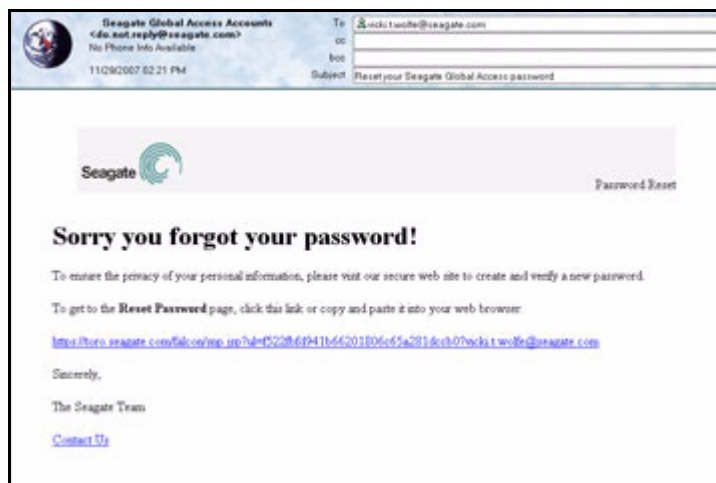 Seagate Global Access Accounts To vicki.t.wolfe@seagate.com
<do.not.reply@seagate.com> cc
No Phone Info Available bcc
11/29/2007 02:21 PM Subject Reset your Seagate Global Access password
Seagate
Password Reset
Sorry you forgot your password!
To ensure the privacy of your personal information, please visit our secure web site to create and verify a new password.
To get to the Reset Password page, click this link or copy and paste it into your web browser:
Sincerely,
The Seagate Team
Contact Us